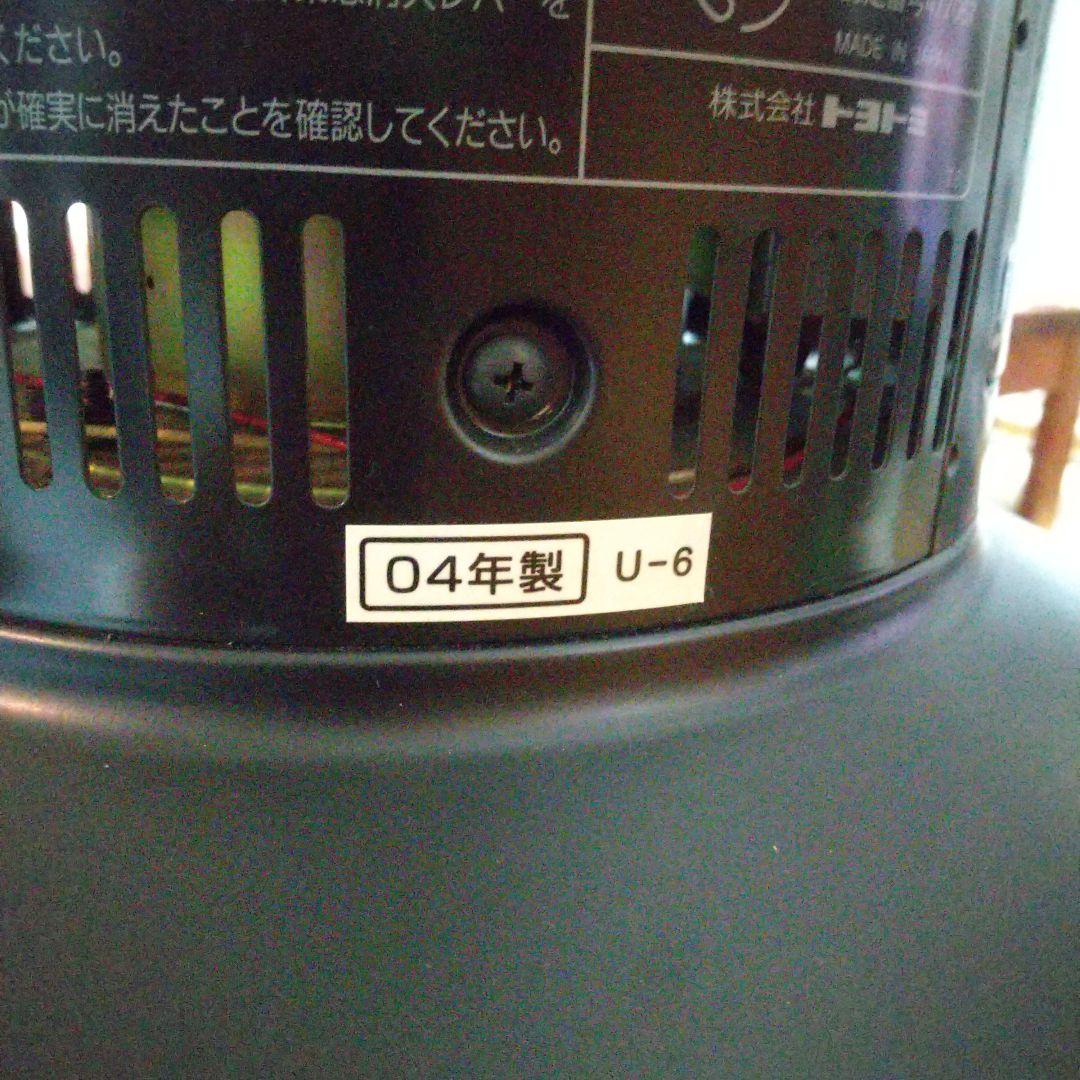 ください。
が確実に消えたことを確認してください。
MADE IN
株式会社 トヨトミ
04年製 U-6